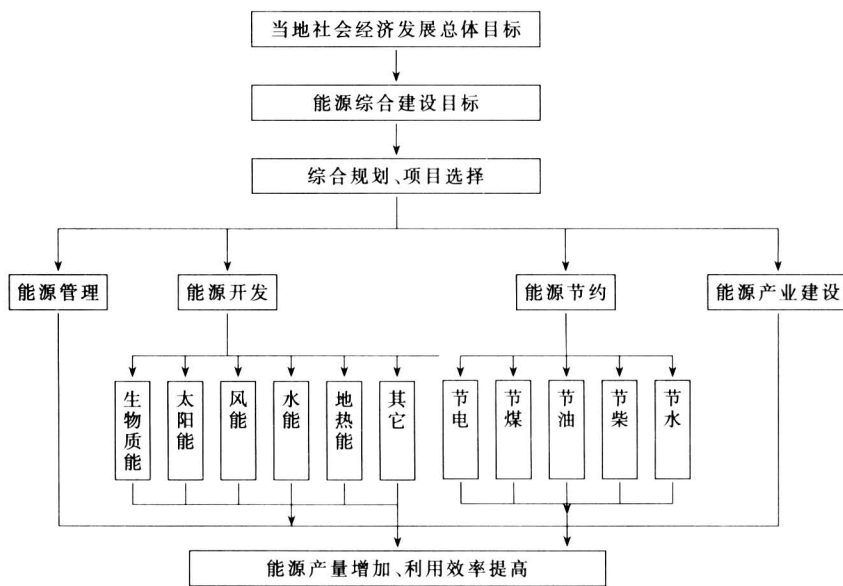 当地社会经济发展总体目标
能源综合建设目标
综合规划、项目选择
能源管理
能源开发
能源节约
能源产业建设
生物质能
太阳能
风能
水能
地热能
其它
节电
节煤
节油
节柴
节水
能源产量增加、利用效率提高